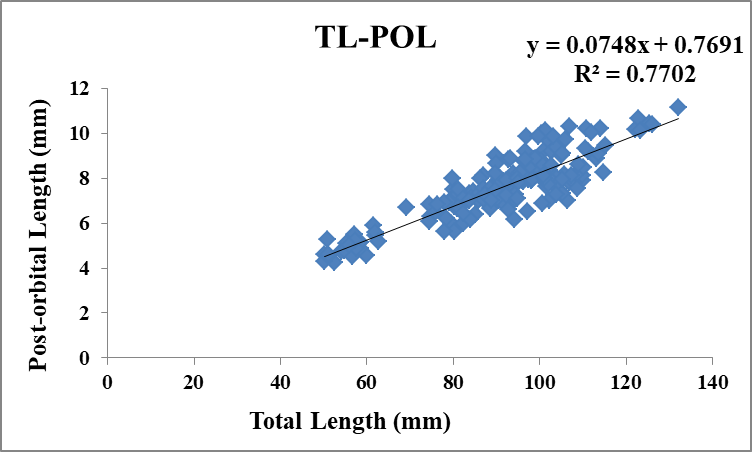 TL-POL
y = 0.0748x + 0.7691
R² = 0.7702
Post-orbital Length (mm)
12
10
8
6
4
2
0
0 20 40 60 80 100 120 140
Total Length (mm)